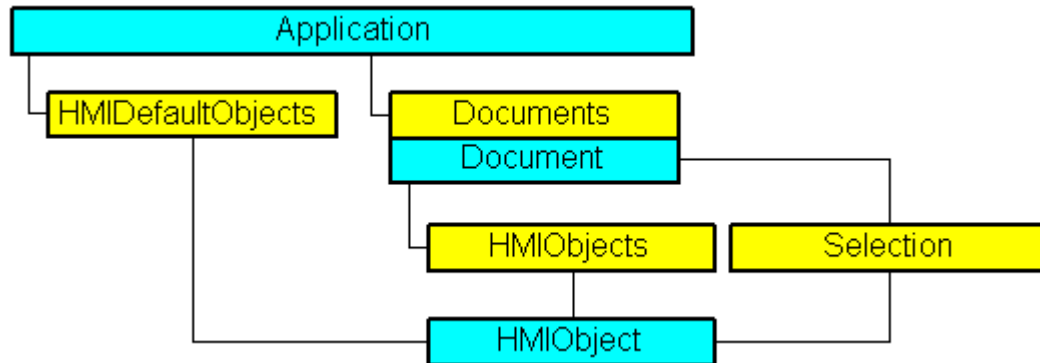 Application
HMIDefaultObjects
Documents
Document
HMIObjects
Selection
HMIObject